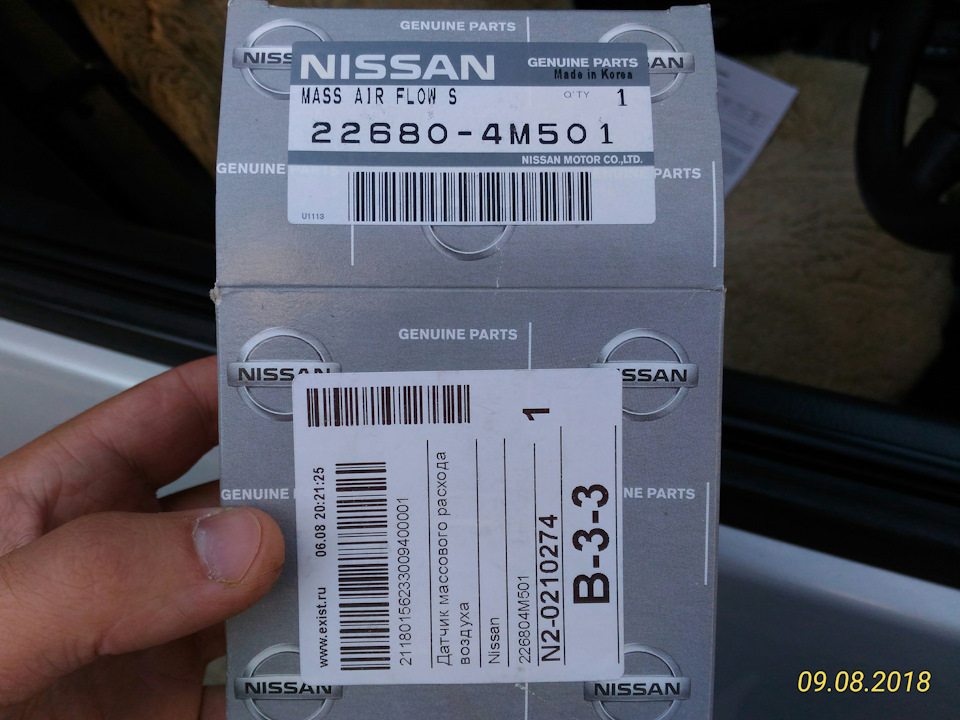 GENUINE PARTS
NISSAN
GENUINE PARTS
Made in Korea
MASS AIR FLOW S
Q'TY 1
22680-4M501
NISSAN MOTOR CO.,LTD.
GENUINE
PARTS
U1113
GENUINE PARTS
NISSAN
NISSAN
GENUINE
NE PARTS
www.exist.ru 06.08 20:21:25
21180156233009400001
Датчик массового расхода
воздуха
Nissan
226804M501
N2-0210274
1
B-3-3
NISSAN
NISSAN
09.08.2018